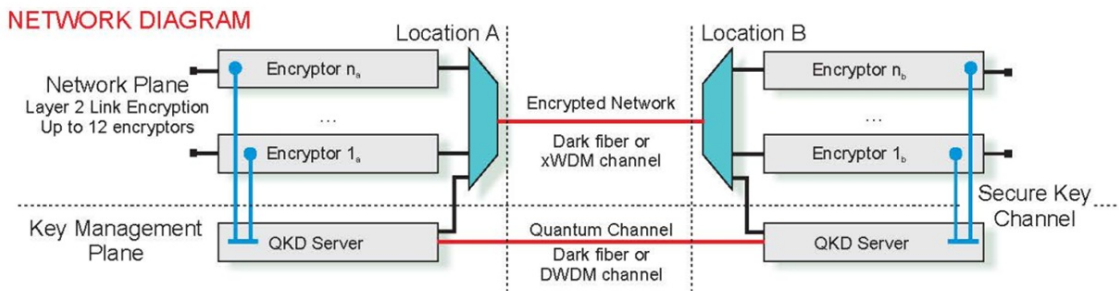 NETWORK DIAGRAM
Location A
Location B
Network Plane
Layer 2 Link Encryption
Up to 12 encryptors
Encryptor nₐ
...
Encryptor 1ₐ
Encrypted Network
Dark fiber or
xWDM channel
Encryptor n_b
...
Encryptor 1_b
Secure Key
Channel
Key Management
Plane
QKD Server
Quantum Channel
Dark fiber or
DWDM channel
QKD Server